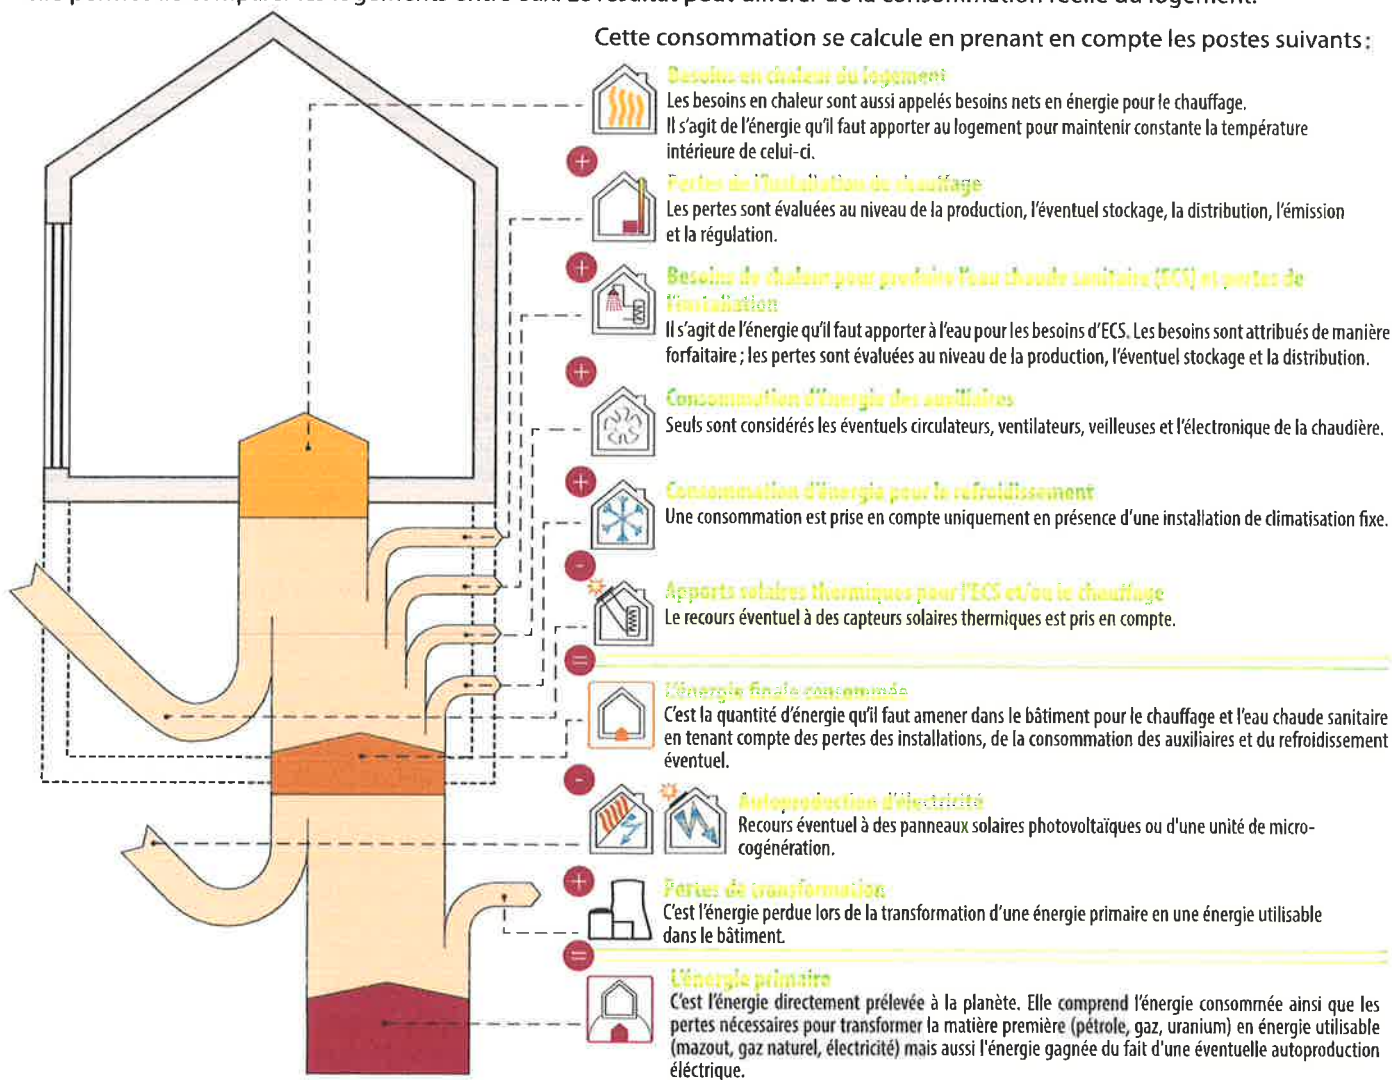 Cette consommation se calcule en prenant en compte les postes suivants :
Besoins en chaleur du logement
Les besoins en chaleur sont aussi appelés besoins nets en énergie pour le chauffage.
Il s'agit de l'énergie qu'il faut apporter au logement pour maintenir constante la température
intérieure de celui-ci.
+
Pertes de l'installation de chauffage
Les pertes sont évaluées au niveau de la production, l'éventuel stockage, la distribution, l'émission
et la régulation.
+
Besoins de chaleur pour produire l'eau chaude sanitaire (ECS) et pertes de
l'installation
Il s'agit de l'énergie qu'il faut apporter à l'eau pour les besoins d'ECS. Les besoins sont attribués de manière
forfaitaire ; les pertes sont évaluées au niveau de la production, l'éventuel stockage et la distribution.
+
Consommation d'énergie des auxiliaires
Seuls sont considérés les éventuels circulateurs, ventilateurs, veilleuses et l'électronique de la chaudière.
+
Consommation d'énergie pour le refroidissement
Une consommation est prise en compte uniquement en présence d'une installation de climatisation fixe.
-
Apports solaires thermiques pour l'ECS et/ou le chauffage
Le recours éventuel à des capteurs solaires thermiques est pris en compte.
=
L'énergie finale consommée
C'est la quantité d'énergie qu'il faut amener dans le bâtiment pour le chauffage et l'eau chaude sanitaire
en tenant compte des pertes des installations, de la consommation des auxiliaires et du refroidissement
éventuel.
-
Autoproduction d'électricité
Recours éventuel à des panneaux solaires photovoltaïques ou d'une unité de micro-
cogénération.
+
Pertes de transformation
C'est l'énergie perdue lors de la transformation d'une énergie primaire en une énergie utilisable
dans le bâtiment.
=
L'énergie primaire
C'est l'énergie directement prélevée à la planète. Elle comprend l'énergie consommée ainsi que les
pertes nécessaires pour transformer la matière première (pétrole, gaz, uranium) en énergie utilisable
(mazout, gaz naturel, électricité) mais aussi l'énergie gagnée du fait d'une éventuelle autoproduction
éléctrique.